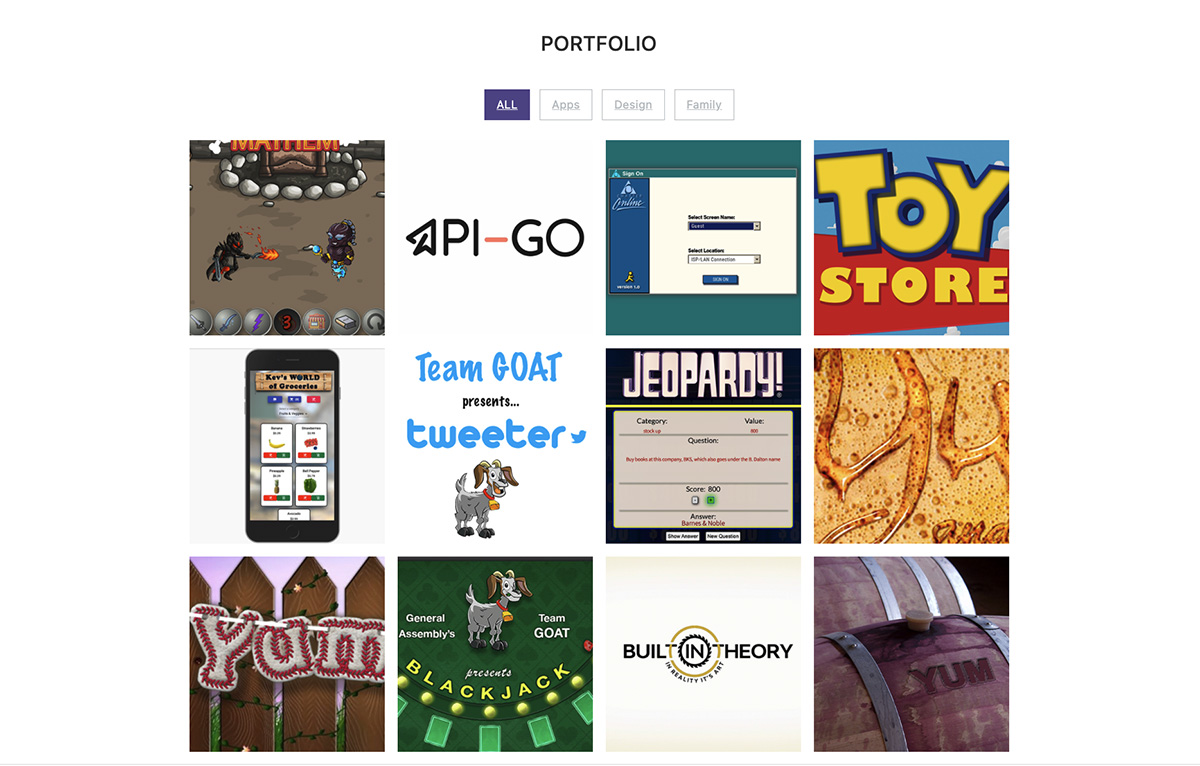 PORTFOLIO
ALL
Apps
Design
Family
MATHEM
3
API-GO
Sign On
Online
Select Screen Name:
Guest
Select Location:
ISP/LAN Connection
SIGN ON
version 1.0
TOY
STORE
Kev's WORLD
of Groceries
Fruits & Veggies
Banana
Strawberries
Pineapple
Bell Pepper
Avocado
Team GOAT
presents...
tweeter
JEOPARDY!
Category:
Value:
stock up
800
Question:
Buy books at this company, BKS, which also goes under the B. Dalton name
Score: 800
Answer:
Barnes & Noble
Show Answer
New Question
Yum
General
Assembly's
Team
GOAT
presents
BLACKJACK
BUILT IN THEORY
IN REALITY IT'S ART
YUM